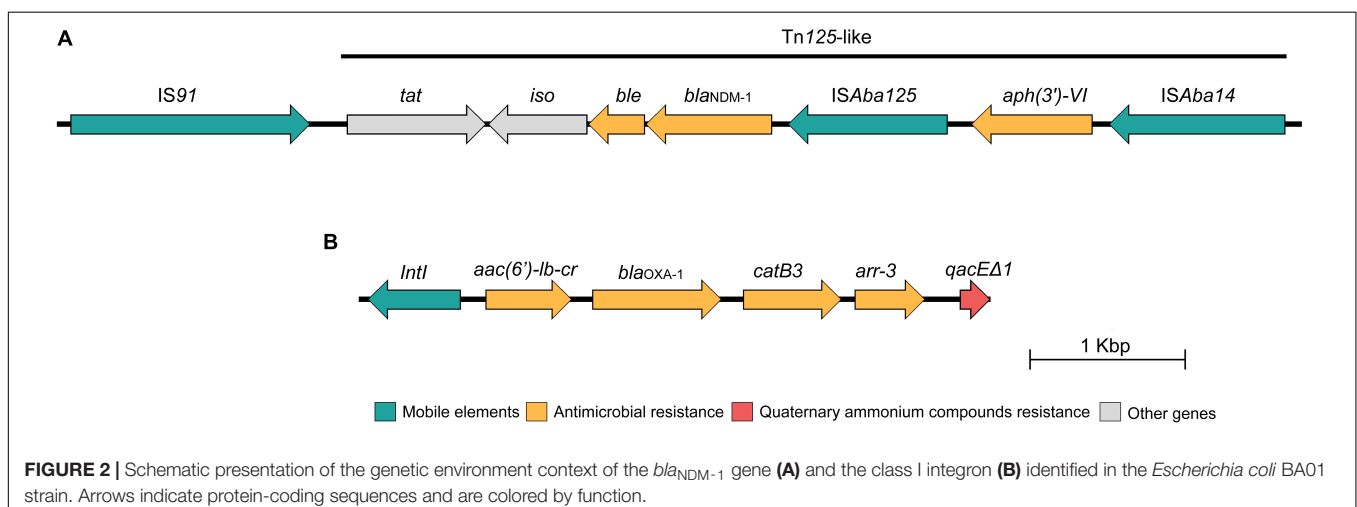 A
Tn125-like
IS91 tat iso ble blaNDM-1 ISAba125 aph(3')-VI ISAba14
B
IntI aac(6’)-Ib-cr blaOXA-1 catB3 arr-3 qacEΔ1
1 Kbp
Mobile elements Antimicrobial resistance Quaternary ammonium compounds resistance Other genes
FIGURE 2 | Schematic presentation of the genetic environment context of the blaNDM-1 gene (A) and the class I integron (B) identified in the Escherichia coli BA01
strain. Arrows indicate protein-coding sequences and are colored by function.